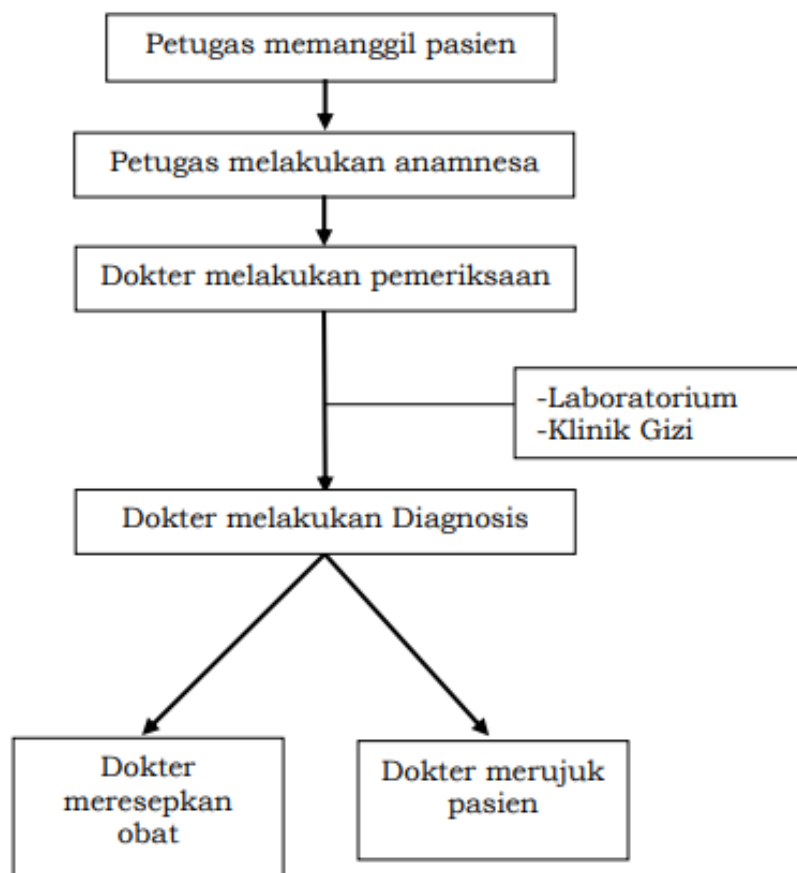 Petugas memanggil pasien
Petugas melakukan anamnesa
Dokter melakukan pemeriksaan
-Laboratorium
-Klinik Gizi
Dokter melakukan Diagnosis
Dokter
meresepkan
obat
Dokter merujuk
pasien